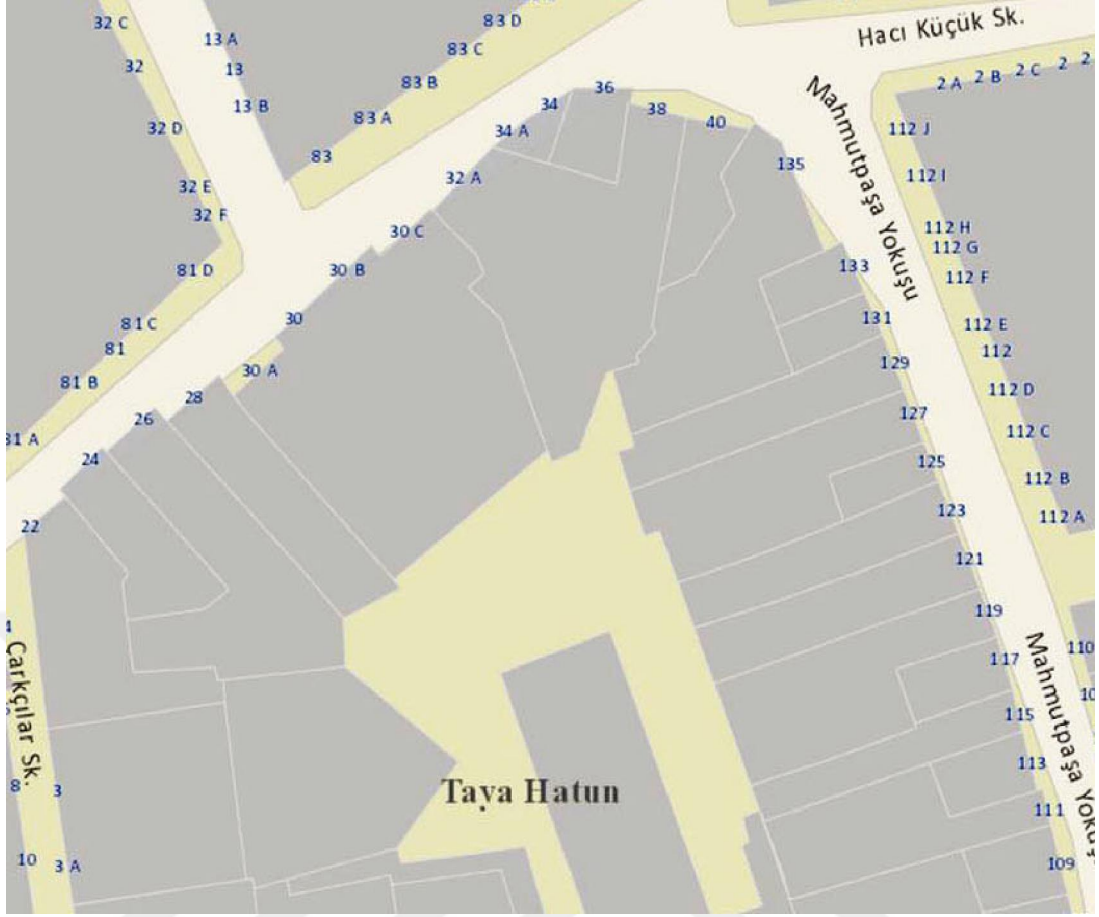 32 C
83 D
Hacı Küçük Sk.
13 A
83 C
32
13
83 B
2 A
2 B
2 C
2
2
36
34
38
13 B
83 A
40
32 D
34 A
112 J
83
135
Mahmutpaşa Yokuşu
32 E
32 A
112 I
32 F
30 C
112 H
112 G
81 D
30 B
133
112 F
81 C
30
131
112 E
81
112
81 B
30 A
129
112 D
28
26
127
112 C
24
125
112 B
22
123
112 A
121
119
Çarkçılar Sk.
117
Mahmutpaşa
110
115
113
8
3
Taya Hatun
111
10
3 A
109